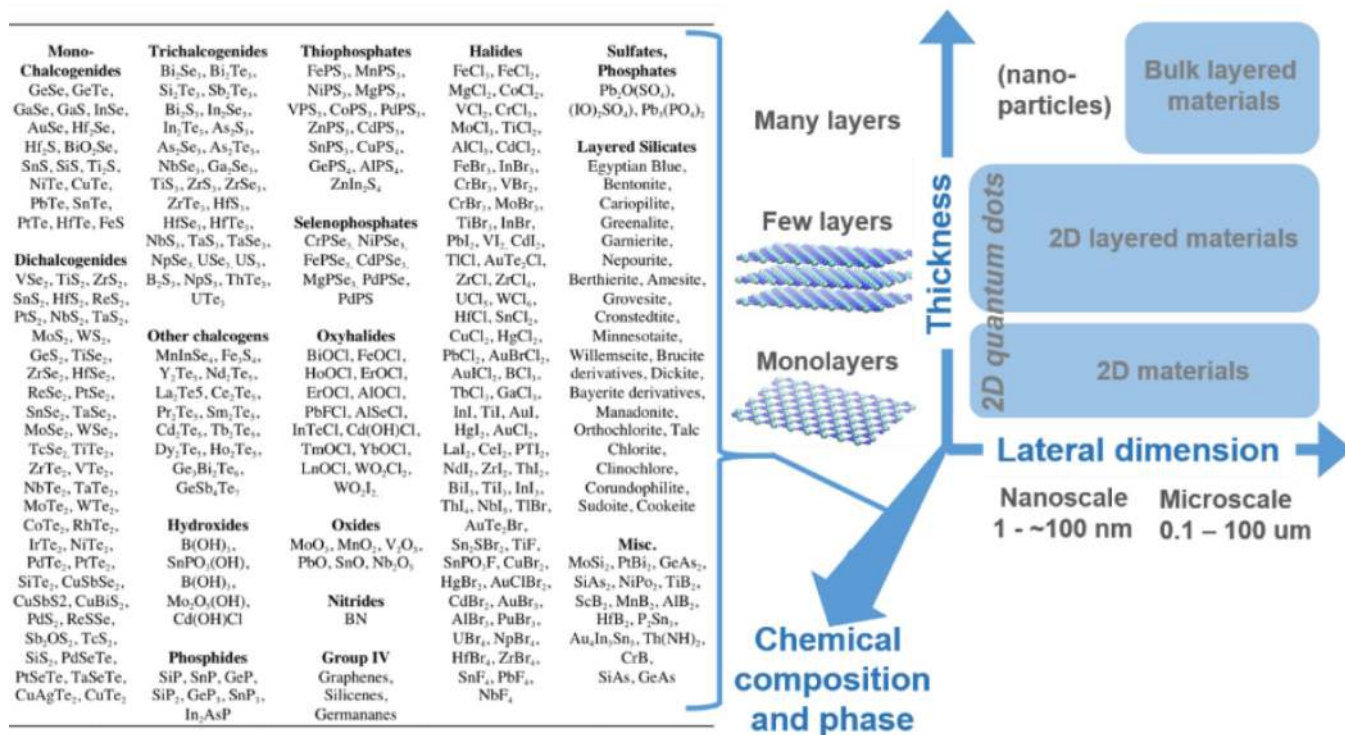 Mono-
Chalcogenides
GeSe, GeTe,
GaSe, GaS, InSe,
AuSe, Hf₂Se,
Hf₂S, BiO₂Se,
SnS, SiS, Ti₂S,
NiTe, CuTe,
PbTe, SnTe,
PtTe, HfTe, FeS
Dichalcogenides
VSe₂, TiS₂, ZrS₂,
SnS₂, HfS₂, ReS₂,
PtS₂, NbS₂, TaS₂,
MoS₂, WS₂,
GeS₂, TiSe₂,
ZrSe₂, HfSe₂,
ReSe₂, PtSe₂,
SnSe₂, TaSe₂,
MoSe₂, WSe₂,
TcSe₂, TiTe₂,
ZrTe₂, VTe₂,
NbTe₂, TaTe₂,
MoTe₂, WTe₂,
CoTe₂, RhTe₂,
IrTe₂, NiTe₂,
PdTe₂, PtTe₂,
SiTe₂, CuSbSe₂,
CuSbS2, CuBiS₂,
PdS₂, ReSSe,
Sb₂OS₂, TcS₂,
SiS₂, PdSeTe,
PtSeTe, TaSeTe,
CuAgTe₂, CuTe₂
Trichalcogenides
Bi₂Se₃, Bi₂Te₃,
Si₂Te₃, Sb₂Te₃,
Bi₂S₃, In₂Se₃,
In₂Te₃, As₂S₃,
As₂Se₃, As₂Te₃,
NbSe₃, Ga₂Se₃,
TiS₃, ZrS₃, ZrSe₃,
ZrTe₃, HfS₃,
HfSe₃, HfTe₃,
NbS₃, TaS₃, TaSe₃,
NpSe₃, USe₃, US₃,
B₂S₃, NpS₃, ThTe₃,
UTe₃
Other chalcogens
MnInSe₄, Fe₃S₄,
Y₂Te₅, Nd₂Te₅,
La₂Te5, Ce₂Te₅,
Pr₂Te₅, Sm₂Te₅,
Cd₂Te₅, Tb₂Te₅,
Dy₂Te₅, Ho₂Te₅,
Ge₃Bi₂Te₆,
GeSb₄Te₇
Hydroxides
B(OH)₃,
SnPO₃(OH),
B(OH)₃,
Mo₂O₅(OH),
Cd(OH)Cl
Phosphides
SiP, SnP, GeP,
SiP₂, GeP₃, SnP₃,
In₂AsP
Thiophosphates
FePS₃, MnPS₃,
NiPS₃, MgPS₃,
VPS₃, CoPS₃, PdPS₃,
ZnPS₃, CdPS₃,
SnPS₃, CuPS₄,
GePS₄, AlPS₄,
ZnIn₂S₄
Selenophosphates
CrPSe₃, NiPSe₃,
FePSe₃, CdPSe₃,
MgPSe₃, PdPSe,
PdPS
Oxyhalides
BiOCl, FeOCl,
HoOCl, ErOCl,
ErOCl, AlOCl,
PbFCl, AlSeCl,
InTeCl, Cd(OH)Cl,
TmOCl, YbOCl,
LnOCl, WO₂Cl₂,
WO₂I₂
Oxides
MoO₃, MnO₂, V₂O₅,
PbO, SnO, Nb₂O₅
Nitrides
BN
Group IV
Graphenes,
Silicenes,
Germananes
Halides
FeCl₃, FeCl₂,
MgCl₂, CoCl₂,
VCl₂, CrCl₃,
MoCl₃, TiCl₂,
AlCl₃, CdCl₂,
FeBr₃, InBr₃,
CrBr₃, VBr₂,
CrBr₃, MoBr₃,
TiBr₃, InBr,
PbI₂, VI₂, CdI₂,
TlCl, AuTe₂Cl,
ZrCl, ZrCl₄,
UCl₅, WCl₆,
HfCl, SnCl₂,
CuCl₂, HgCl₂,
PbCl₂, AuBrCl₂,
AuICl₂, BCl₃,
TbCl₃, GaCl₃,
InI, TiI, AuI,
HgI₂, AuCl₂,
LaI₂, CeI₂, PTI₂,
NdI₂, ZrI₂, ThI₂,
BiI₃, TiI₃, InI₃,
ThI₄, NbI₅, TlBr,
AuTe₂Br,
Sn₂SBr₂, TiF,
SnPO₃F, CuBr₂,
HgBr₂, AuClBr₂,
CdBr₂, AuBr₃,
AlBr₃, PuBr₃,
UBr₄, NpBr₄,
HfBr₄, ZrBr₄,
SnF₄, PbF₄,
NbF₄
Sulfates,
Phosphates
Pb₂O(SO₄),
(IO)₂SO₄), Pb₃(PO₄)₂
Layered Silicates
Egyptian Blue,
Bentonite,
Cariopilite,
Greenalite,
Garnierite,
Nepourite,
Berthierite, Amesite,
Grovesite,
Cronstedtite,
Minnesotaite,
Willemseite, Brucite
derivatives, Dickite,
Bayerite derivatives,
Manadonite,
Orthochlorite, Talc
Chlorite,
Clinochlore,
Corundophilite,
Sudoite, Cookeite
Misc.
MoSi₂, PtBi₂, GeAs₂,
SiAs₂, NiPo₂, TiB₂,
ScB₂, MnB₂, AlB₂,
HfB₂, P₂Sn₃,
Au₄In₃Sn₃, Th(NH)₂,
CrB,
SiAs, GeAs
Many layers
Few layers
Monolayers
Thickness
(nano-
particles)
Bulk layered
materials
2D quantum dots
2D layered materials
2D materials
Lateral dimension
Nanoscale
1 - ~100 nm
Microscale
0.1 – 100 um
Chemical
composition
and phase